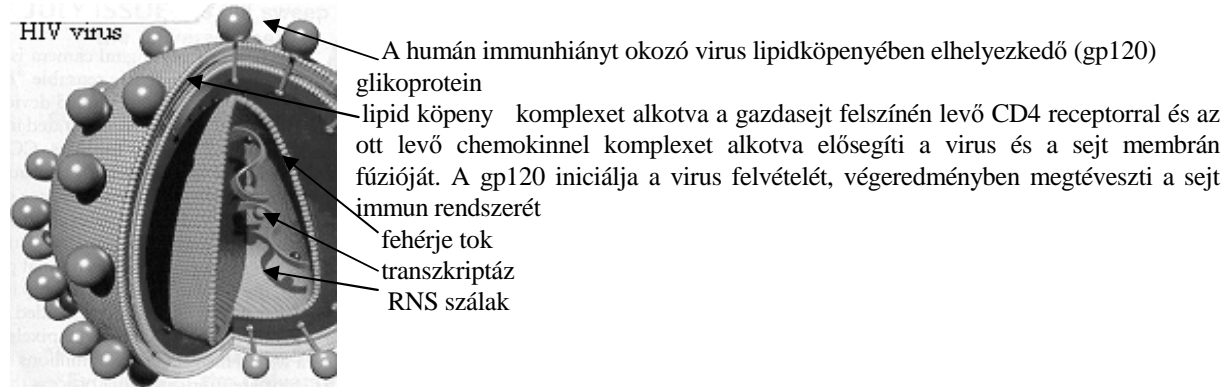 HIV virus
A humán immunhiányt okozó virus lipidköpenyében elhelyezkedő (gp120)
glikoprotein
lipid köpeny komplexet alkotva a gazdasejt felszínén levő CD4 receptorral és az
ott levő chemokinnel komplexet alkotva elősegíti a virus és a sejt membrán
fúzióját. A gp120 iniciálja a virus felvételét, végeredményben megtéveszti a sejt
immun rendszerét
fehérje tok
transzkriptáz
RNS szálak